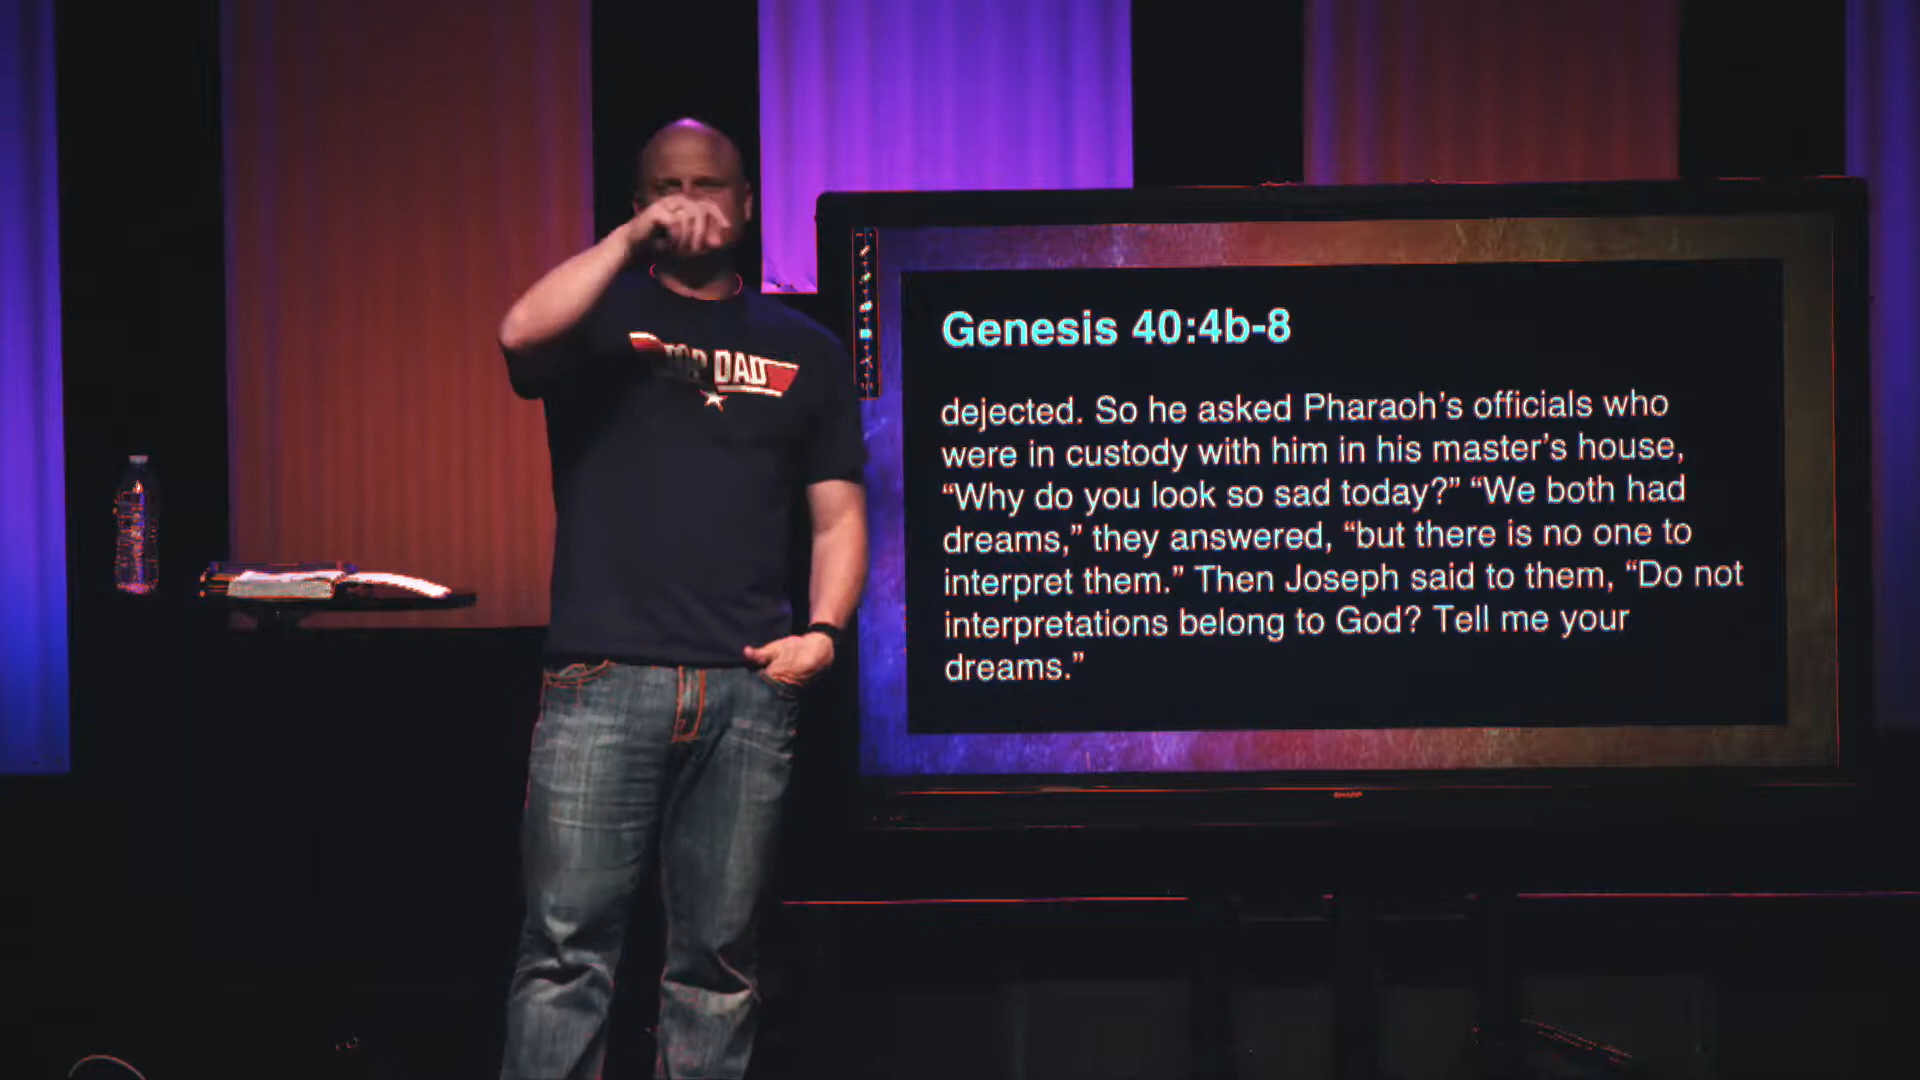 TOP DAD
Genesis 40:4b-8
dejected. So he asked Pharaoh’s officials who
were in custody with him in his master’s house,
“Why do you look so sad today?” “We both had
dreams,” they answered, “but there is no one to
interpret them.” Then Joseph said to them, “Do not
interpretations belong to God? Tell me your
dreams.”
SHARP